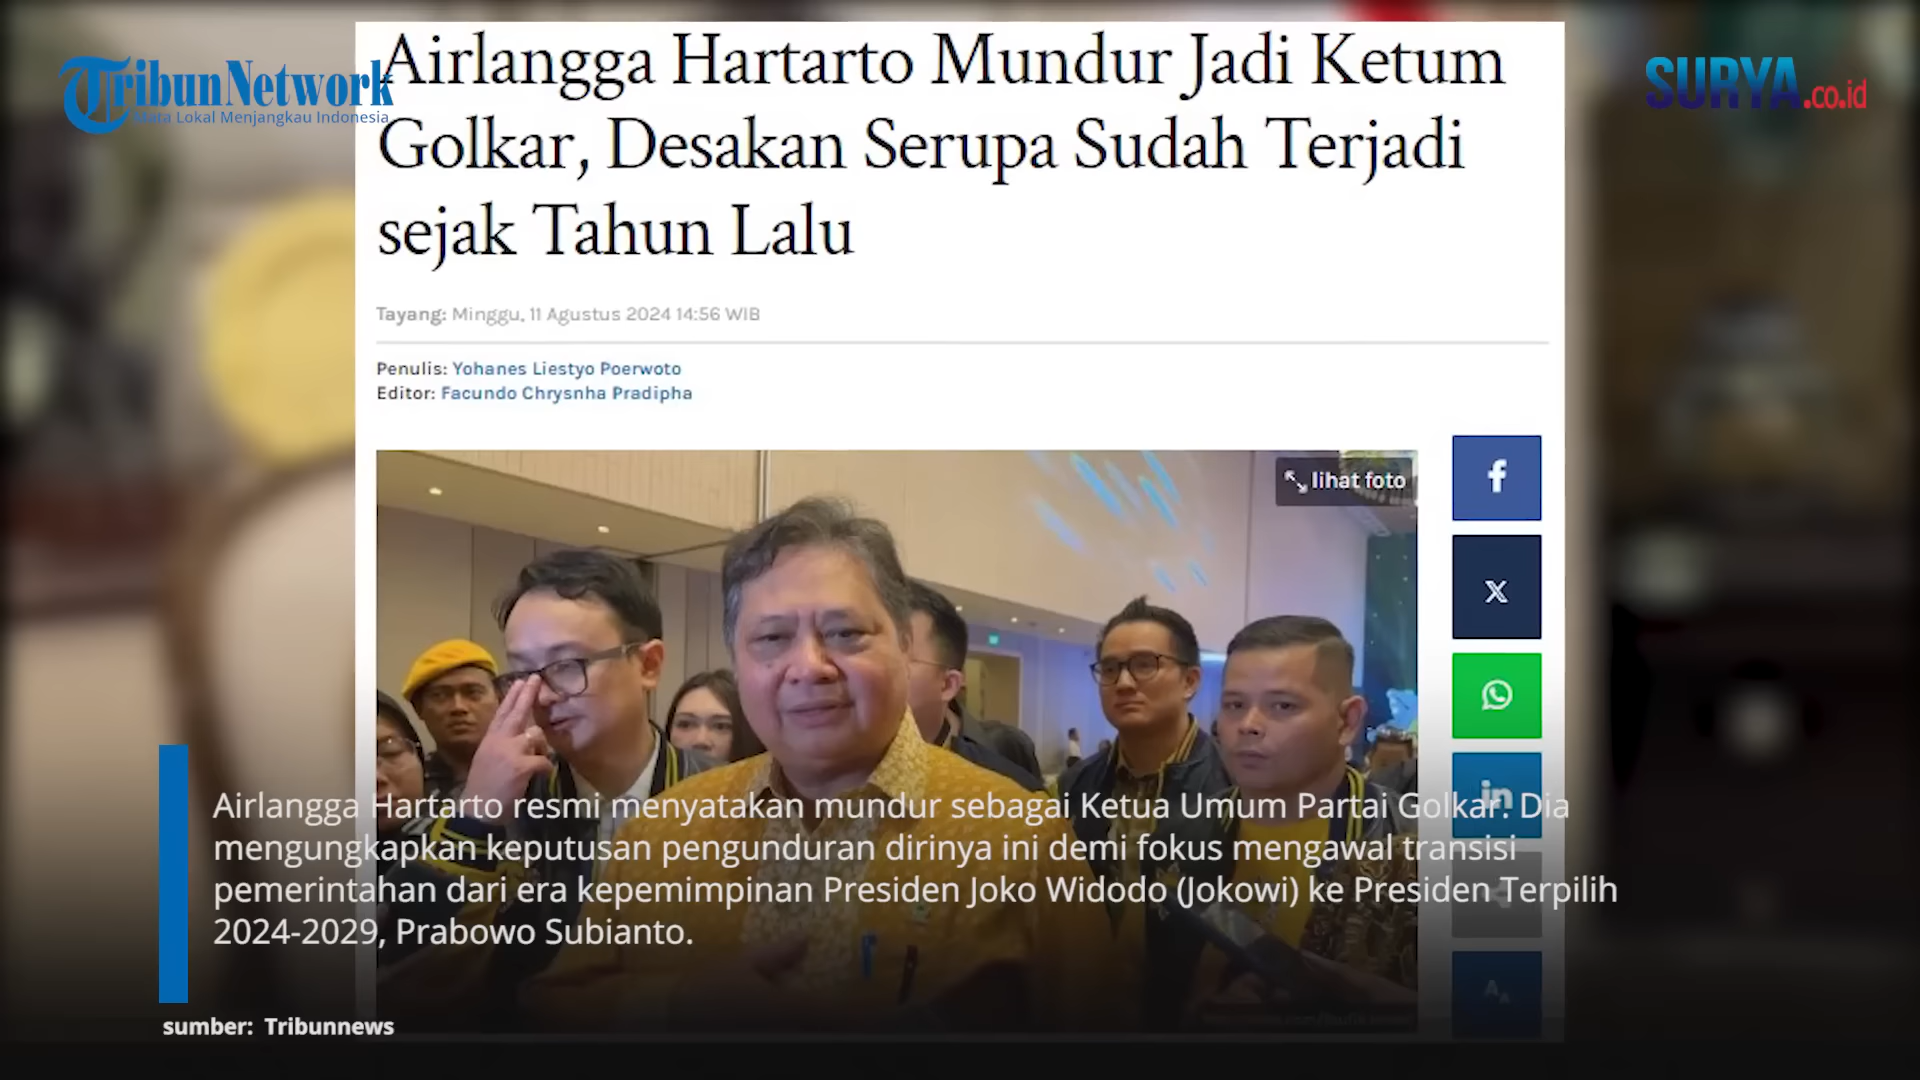 TribunNetwork
Mata Lokal Menjangkau Indonesia
SURYA.co.id
Airlangga Hartarto Mundur Jadi Ketum
Golkar, Desakan Serupa Sudah Terjadi
sejak Tahun Lalu
Tayang: Minggu, 11 Agustus 2024 14:56 WIB
Penulis: Yohanes Liestyo Poerwoto
Editor: Facundo Chrysnha Pradipha
lihat foto
Airlangga Hartarto resmi menyatakan mundur sebagai Ketua Umum Partai Golkar. Dia
mengungkapkan keputusan pengunduran dirinya ini demi fokus mengawal transisi
pemerintahan dari era kepemimpinan Presiden Joko Widodo (Jokowi) ke Presiden Terpilih
2024-2029, Prabowo Subianto.
sumber: Tribunnews